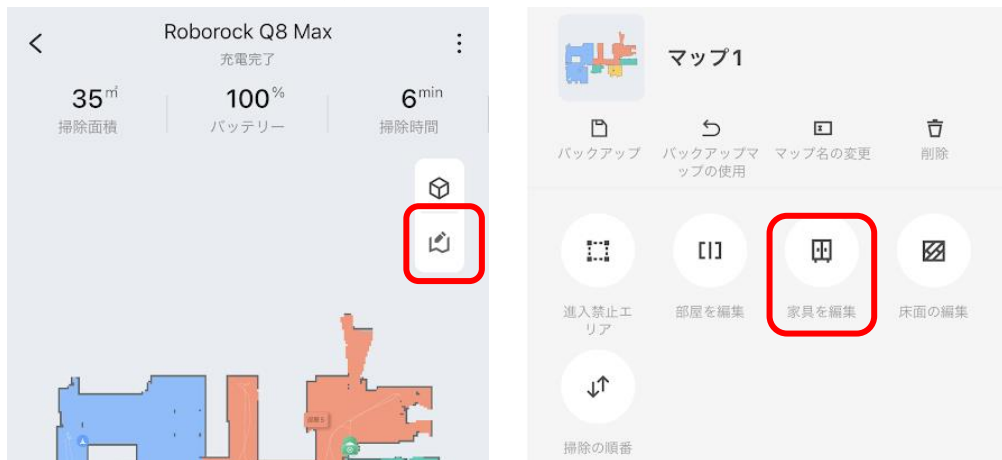 Roborock Q8 Max
充電完了
35㎡ 100% 6min
掃除面積 バッテリー 掃除時間
マップ1
バックアップ バックアップマ マップ名の変更 削除
ップの使用
進入禁止エ 部屋を編集 家具を編集 床面の編集
リア
掃除の順番